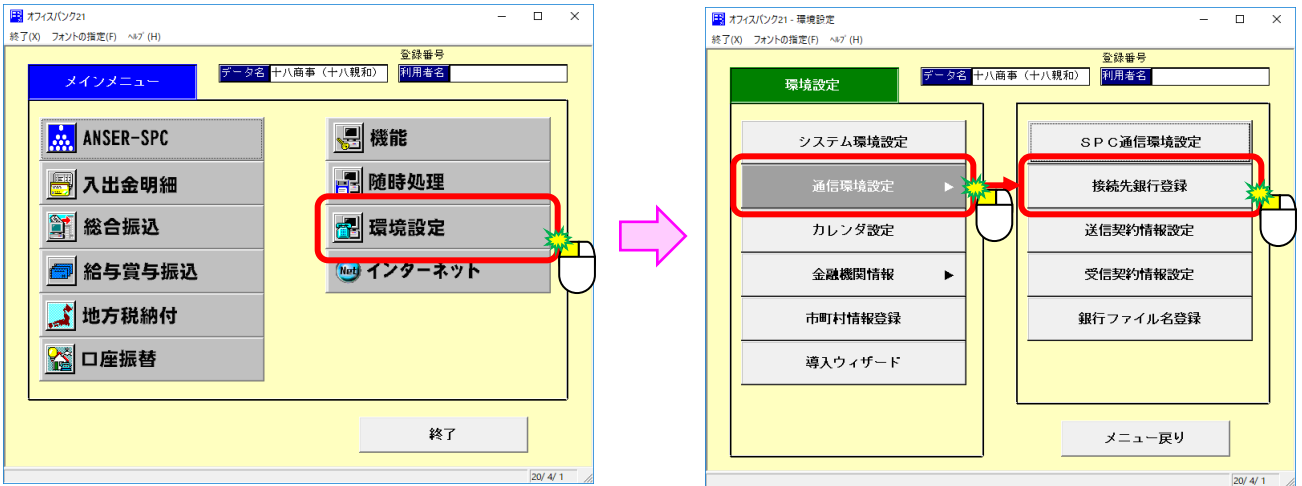 オフィスバンク21
終了(X) フォントの指定(F) ﾍﾙﾌﾟ(H)
登録番号
データ名 十八商事（十八親和） 利用者名
メインメニュー
ANSER-SPC
入出金明細
総合振込
給与賞与振込
地方税納付
口座振替
機能
随時処理
環境設定
Net
インターネット
終了
20/ 4/ 1
オフィスバンク21 - 環境設定
終了(X) フォントの指定(F) ﾍﾙﾌﾟ(H)
登録番号
データ名 十八商事（十八親和） 利用者名
環境設定
システム環境設定
通信環境設定 ▶
カレンダ設定
金融機関情報 ▶
市町村情報登録
導入ウィザード
ＳＰＣ通信環境設定
接続先銀行登録
送信契約情報設定
受信契約情報設定
銀行ファイル名登録
メニュー戻り
20/ 4/ 1